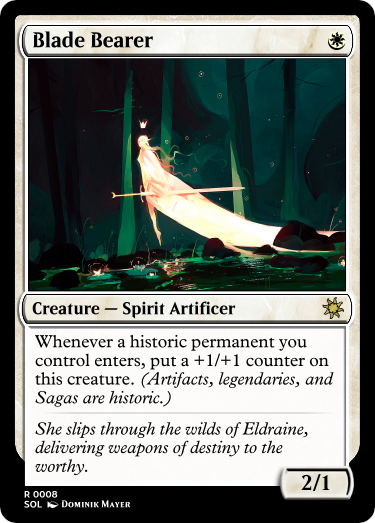 Blade Bearer
Creature — Spirit Artificer
Whenever a historic permanent you
control enters, put a +1/+1 counter on
this creature. (Artifacts, legendaries, and
Sagas are historic.)
She slips through the wilds of Eldraine,
delivering weapons of destiny to the
worthy.
2/1
R 0008
SOL DOMINIK MAYER